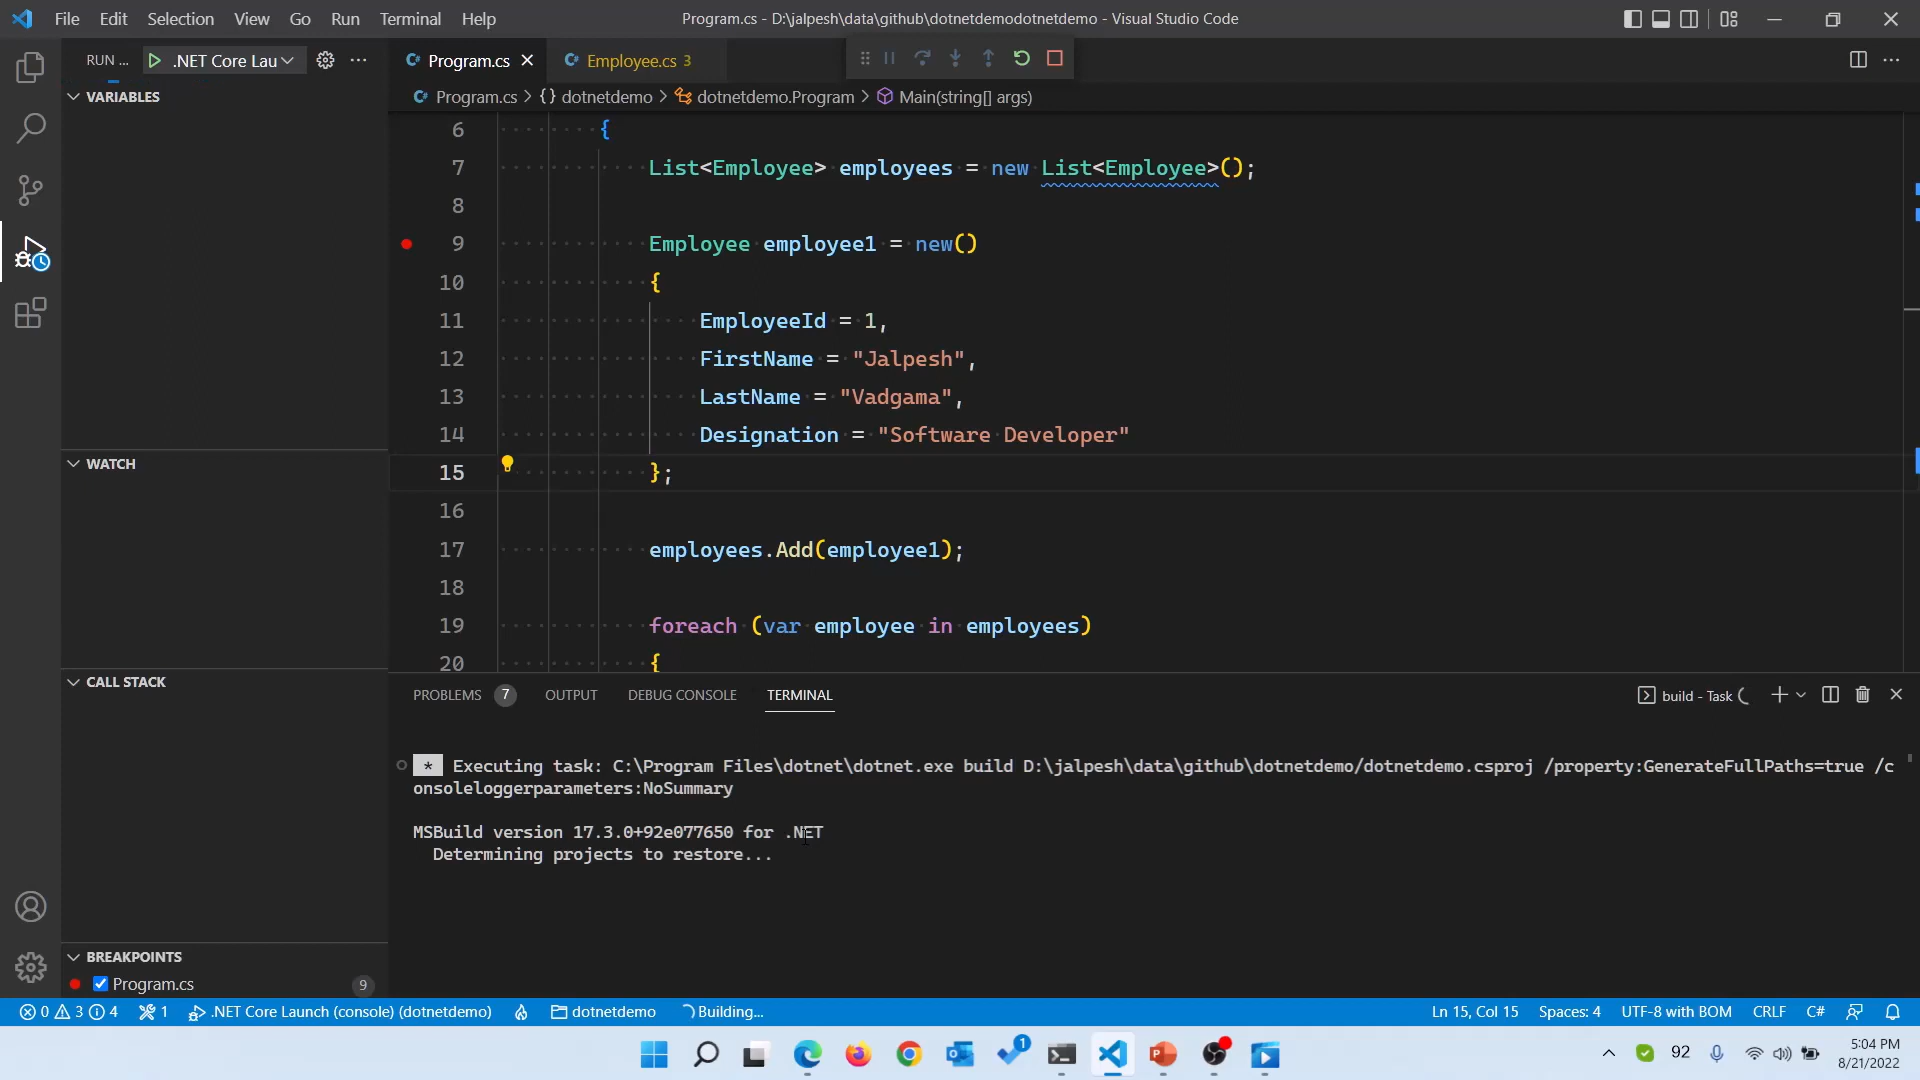 File Edit Selection View Go Run Terminal Help
Program.cs - D:\jalpesh\data\github\dotnetdemodotnetdemo - Visual Studio Code
RUN ... .NET Core Lau
Program.cs
Employee.cs 3
VARIABLES
Program.cs > {} dotnetdemo > dotnetdemo.Program > Main(string[] args)
6 {
7 List<Employee> employees = new List<Employee>();
8
9 Employee employee1 = new()
10 {
11 EmployeeId = 1,
12 FirstName = "Jalpesh",
13 LastName = "Vadgama",
14 Designation = "Software Developer"
15 };
16
17 employees.Add(employee1);
18
19 foreach (var employee in employees)
20 {
WATCH
CALL STACK
BREAKPOINTS
Program.cs 9
PROBLEMS 7 OUTPUT DEBUG CONSOLE TERMINAL
build - Task
* Executing task: C:\Program Files\dotnet\dotnet.exe build D:\jalpesh\data\github\dotnetdemo/dotnetdemo.csproj /property:GenerateFullPaths=true /c
onsoleloggerparameters:NoSummary
MSBuild version 17.3.0+92e077650 for .NET
Determining projects to restore...
0 3 4 1 .NET Core Launch (console) (dotnetdemo) dotnetdemo Building...
Ln 15, Col 15 Spaces: 4 UTF-8 with BOM CRLF C#
1
92
5:04 PM
8/21/2022